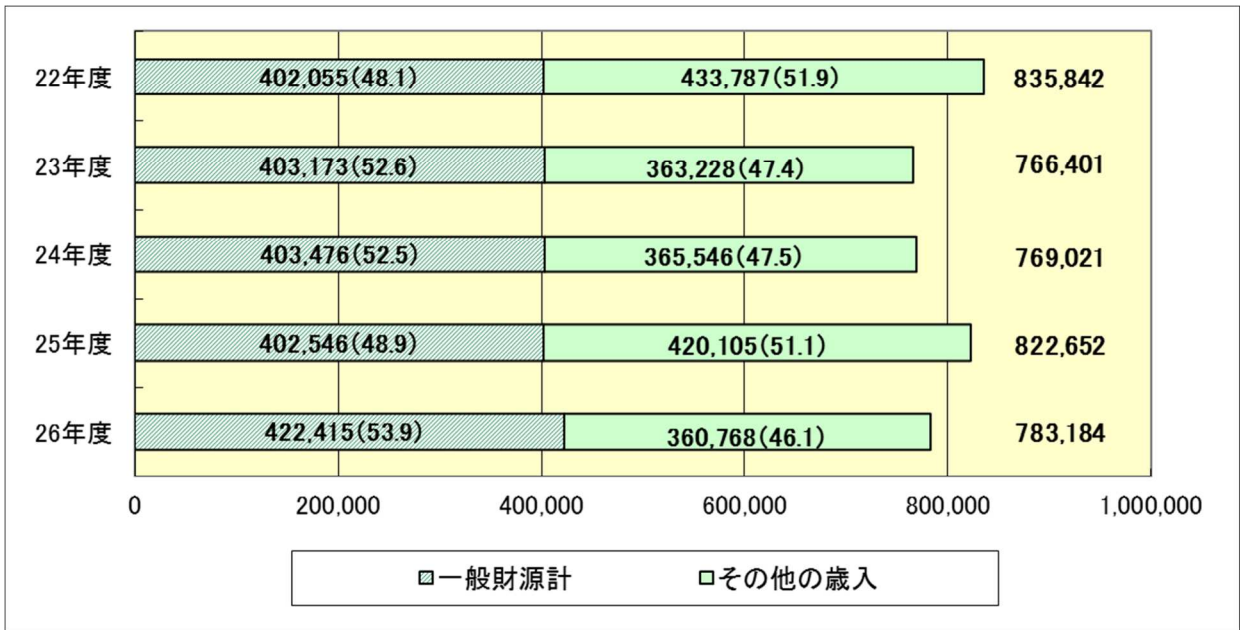 22年度 402,055(48.1) 433,787(51.9) 835,842
23年度 403,173(52.6) 363,228(47.4) 766,401
24年度 403,476(52.5) 365,546(47.5) 769,021
25年度 402,546(48.9) 420,105(51.1) 822,652
26年度 422,415(53.9) 360,768(46.1) 783,184
0 200,000 400,000 600,000 800,000 1,000,000
一般財源計 その他の歳入